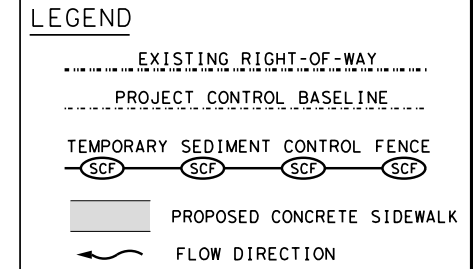 LEGEND
EXISTING RIGHT-OF-WAY
PROJECT CONTROL BASELINE
TEMPORARY SEDIMENT CONTROL FENCE
SCF SCF SCF SCF
PROPOSED CONCRETE SIDEWALK
FLOW DIRECTION